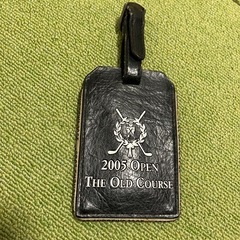 2005 OPEN
THE OLD COURSE